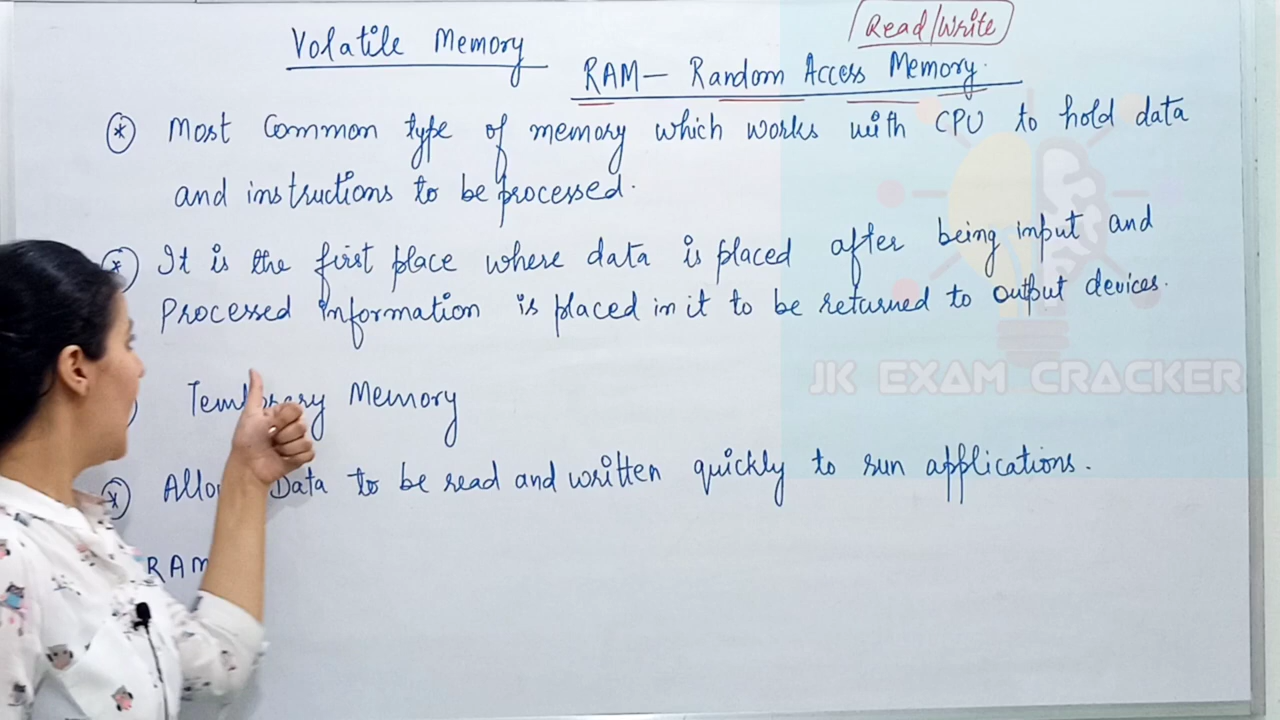 Volatile Memory
Read/Write
RAM— Random Access Memory.
* Most Common type of memory which works with CPU to hold data
and instructions to be processed.
* It is the first place where data is placed after being input and
Processed information is placed in it to be returned to output devices.
JK EXAM CRACKER
Memory
* Data to be read and written quickly to run applications.
RAM